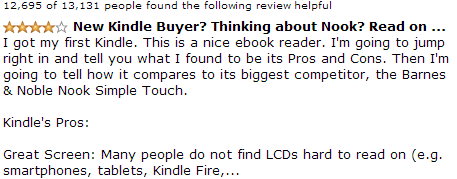 12,695 of 13,131 people found the following review helpful
New Kindle Buyer? Thinking about Nook? Read on ...
I got my first Kindle. This is a nice ebook reader. I'm going to jump
right in and tell you what I found to be its Pros and Cons. Then I'm
going to tell how it compares to its biggest competitor, the Barnes
& Noble Nook Simple Touch.
Kindle's Pros:
Great Screen: Many people do not find LCDs hard to read on (e.g.
smartphones, tablets, Kindle Fire,...